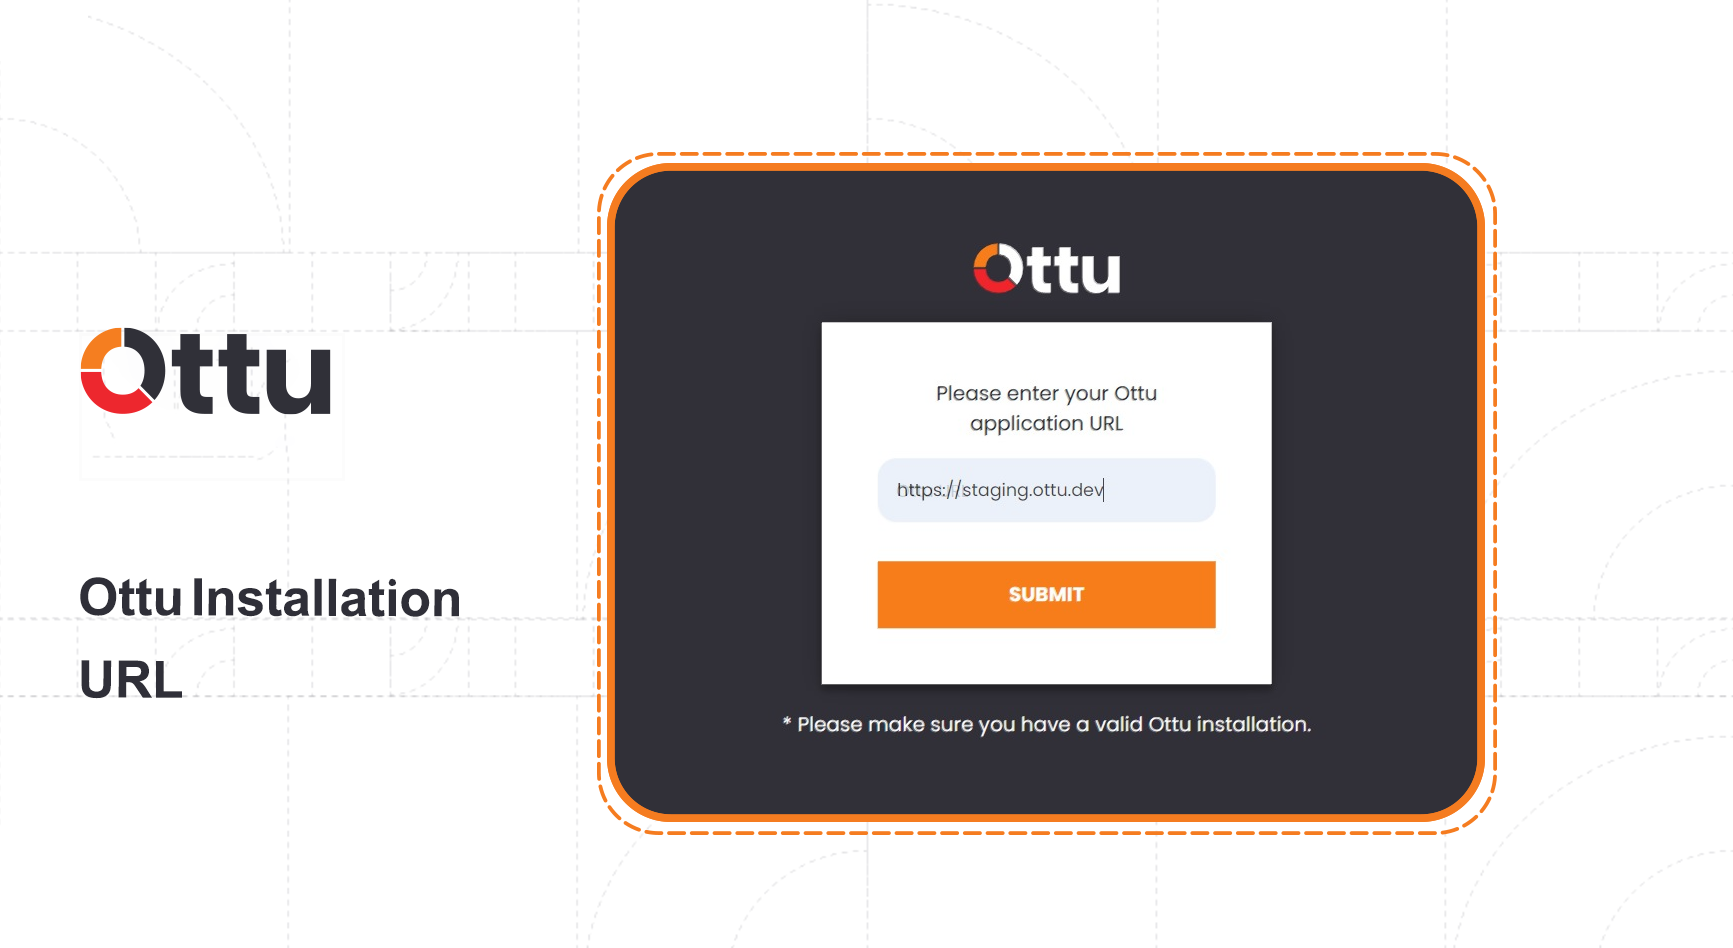 Ottu
Ottu Installation
URL
Ottu
Please enter your Ottu
application URL
https://staging.ottu.dev
SUBMIT
* Please make sure you have a valid Ottu installation.